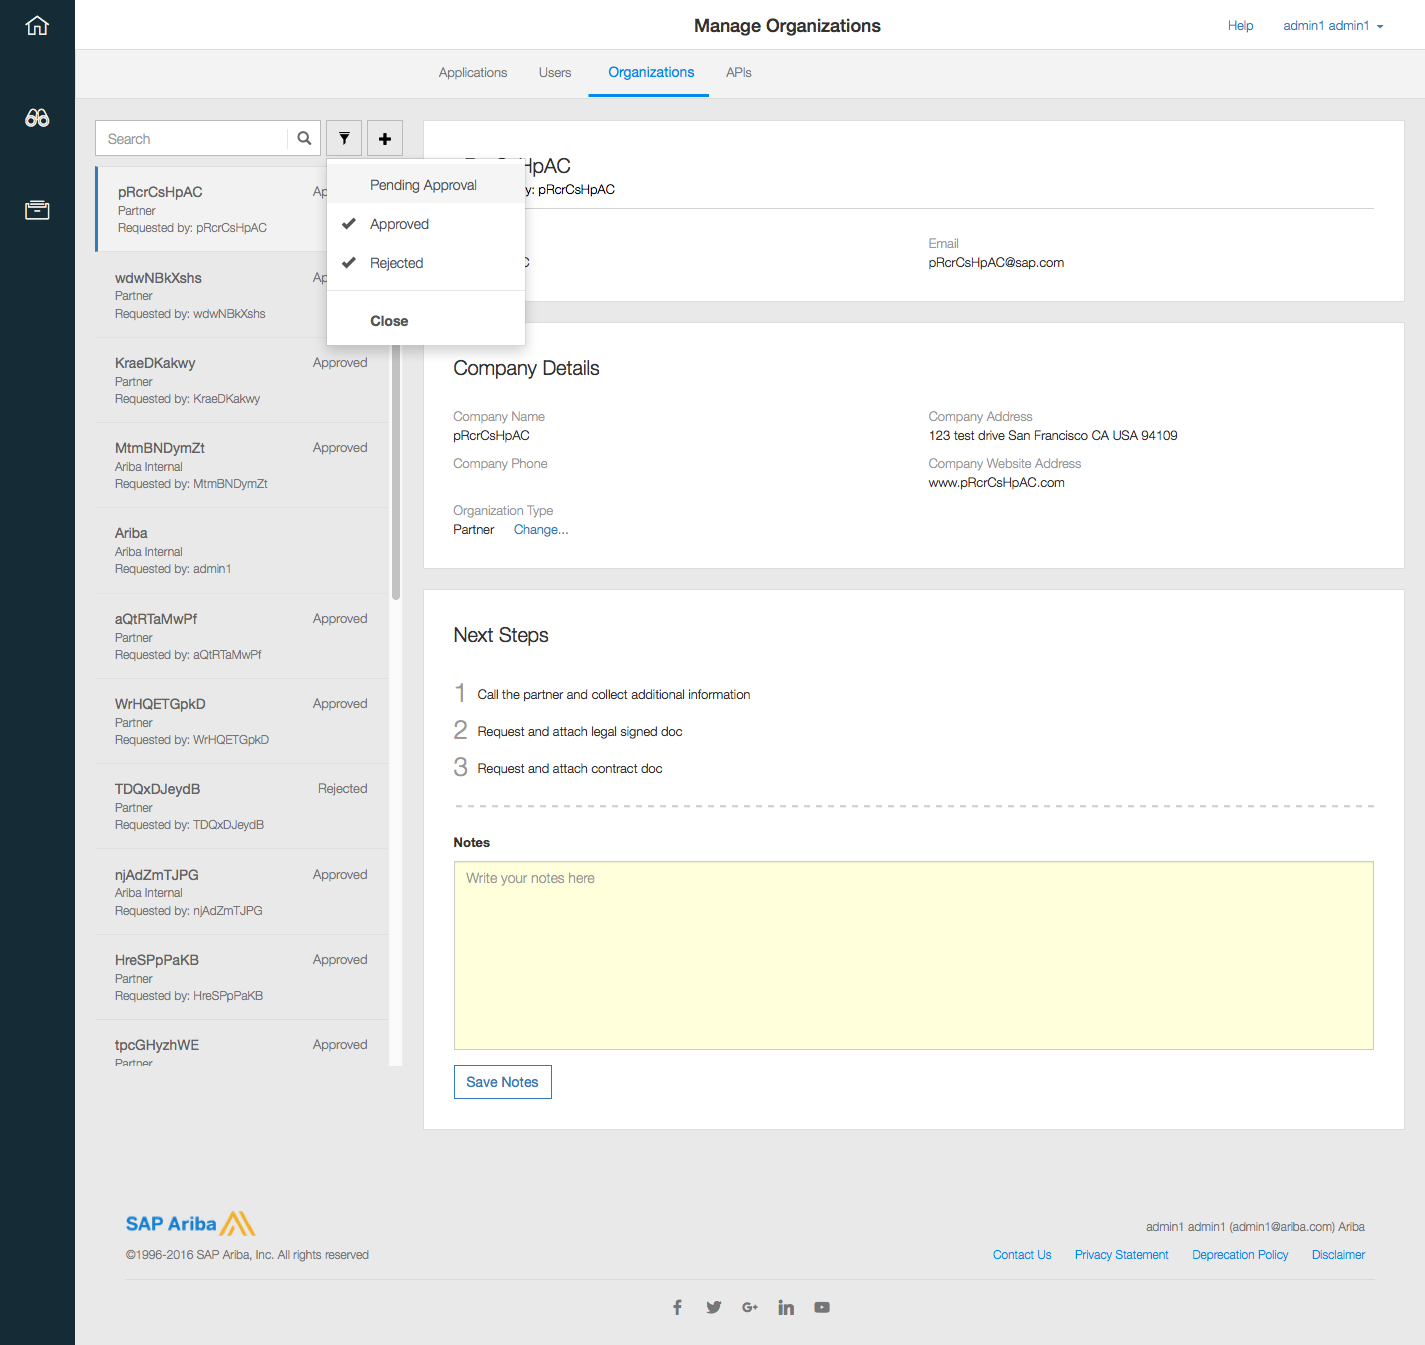 Manage Organizations
Help
admin1 admin1
Applications
Users
Organizations
APIs
Search
pRcrCsHpAC
Partner
Requested by: pRcrCsHpAC
wdwNBkXshs
Partner
Requested by: wdwNBkXshs
KraeDKakwy
Approved
Partner
Requested by: KraeDKakwy
MtmBNDymZt
Approved
Ariba Internal
Requested by: MtmBNDymZt
Ariba
Ariba Internal
Requested by: admin1
aQtRTaMwPf
Approved
Partner
Requested by: aQtRTaMwPf
WrHQETGpkD
Approved
Partner
Requested by: WrHQETGpkD
TDQxDJeydB
Rejected
Partner
Requested by: TDQxDJeydB
njAdZmTJPG
Approved
Ariba Internal
Requested by: njAdZmTJPG
HreSPpPaKB
Approved
Partner
Requested by: HreSPpPaKB
tpcGHyzhWE
Approved
Partner
Pending Approval
Approved
Rejected
Close
pRcrCsHpAC
Email
pRcrCsHpAC@sap.com
Company Details
Company Name
pRcrCsHpAC
Company Address
123 test drive San Francisco CA USA 94109
Company Phone
Company Website Address
www.pRcrCsHpAC.com
Organization Type
Partner Change...
Next Steps
1 Call the partner and collect additional information
2 Request and attach legal signed doc
3 Request and attach contract doc
Notes
Write your notes here
Save Notes
SAP Ariba
©1996-2016 SAP Ariba, Inc. All rights reserved
admin1 admin1 (admin1@ariba.com) Ariba
Contact Us
Privacy Statement
Deprecation Policy
Disclaimer